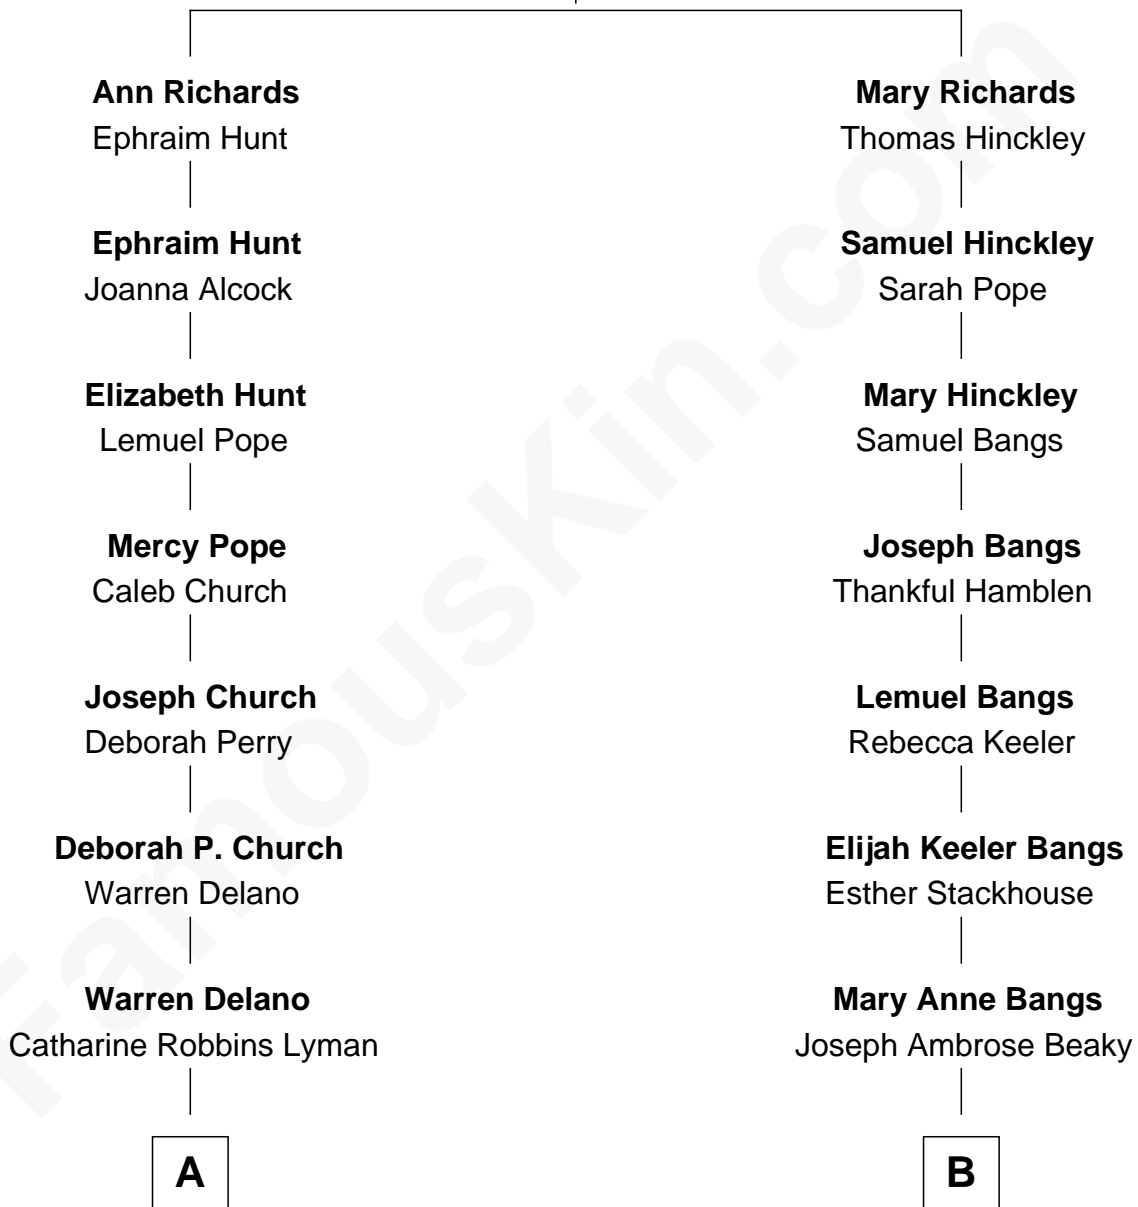 Ann Richards
Ephraim Hunt
Ephraim Hunt
Joanna Alcock
Elizabeth Hunt
Lemuel Pope
Mercy Pope
Caleb Church
Joseph Church
Deborah Perry
Deborah P. Church
Warren Delano
Warren Delano
Catharine Robbins Lyman
A
Mary Richards
Thomas Hinckley
Samuel Hinckley
Sarah Pope
Mary Hinckley
Samuel Bangs
Joseph Bangs
Thankful Hamblen
Lemuel Bangs
Rebecca Keeler
Elijah Keeler Bangs
Esther Stackhouse
Mary Anne Bangs
Joseph Ambrose Beaky
B
FamousKin.com